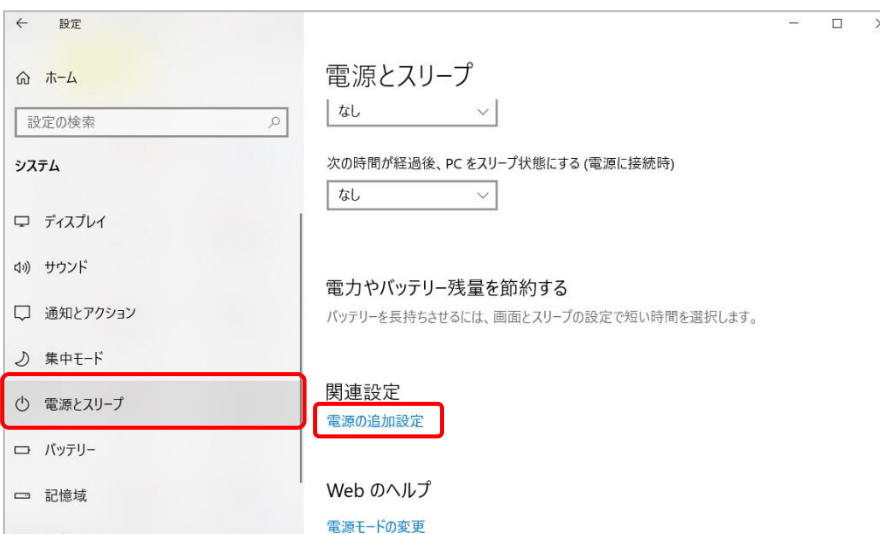 設定
ホーム
設定の検索
システム
ディスプレイ
サウンド
通知とアクション
集中モード
電源とスリープ
バッテリー
記憶域
電源とスリープ
なし
次の時間が経過後、PC をスリープ状態にする (電源に接続時)
なし
電力やバッテリー残量を節約する
バッテリーを長持ちさせるには、画面とスリープの設定で短い時間を選択します。
関連設定
電源の追加設定
Web のヘルプ
電源モードの変更